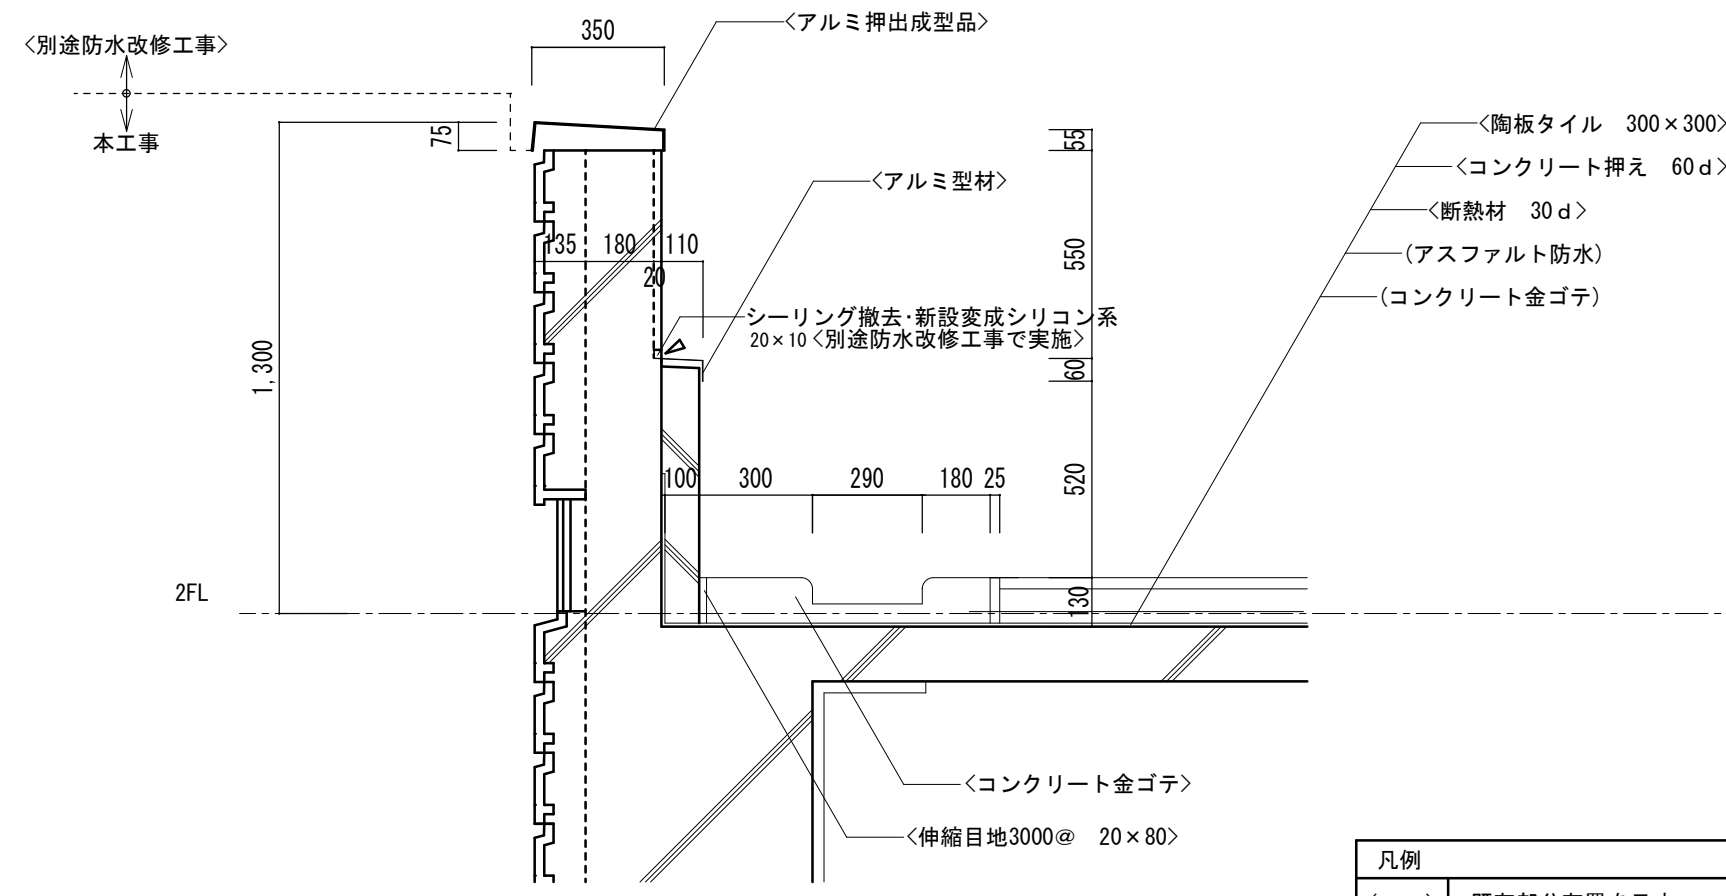 〈別途防水改修工事〉
本工事
350
〈アルミ押出成型品〉
75
55
〈陶板タイル　300×300〉
〈コンクリート押え　60ｄ〉
〈断熱材　30ｄ〉
(アスファルト防水)
(コンクリート金ゴテ)
〈アルミ型材〉
135
180
110
20
550
シーリング撤去･新設変成シリコン系
20×10〈別途防水改修工事で実施〉
1,300
60
100
300
290
180
25
520
2FL
130
〈コンクリート金ゴテ〉
〈伸縮目地3000＠　20×80〉
凡例